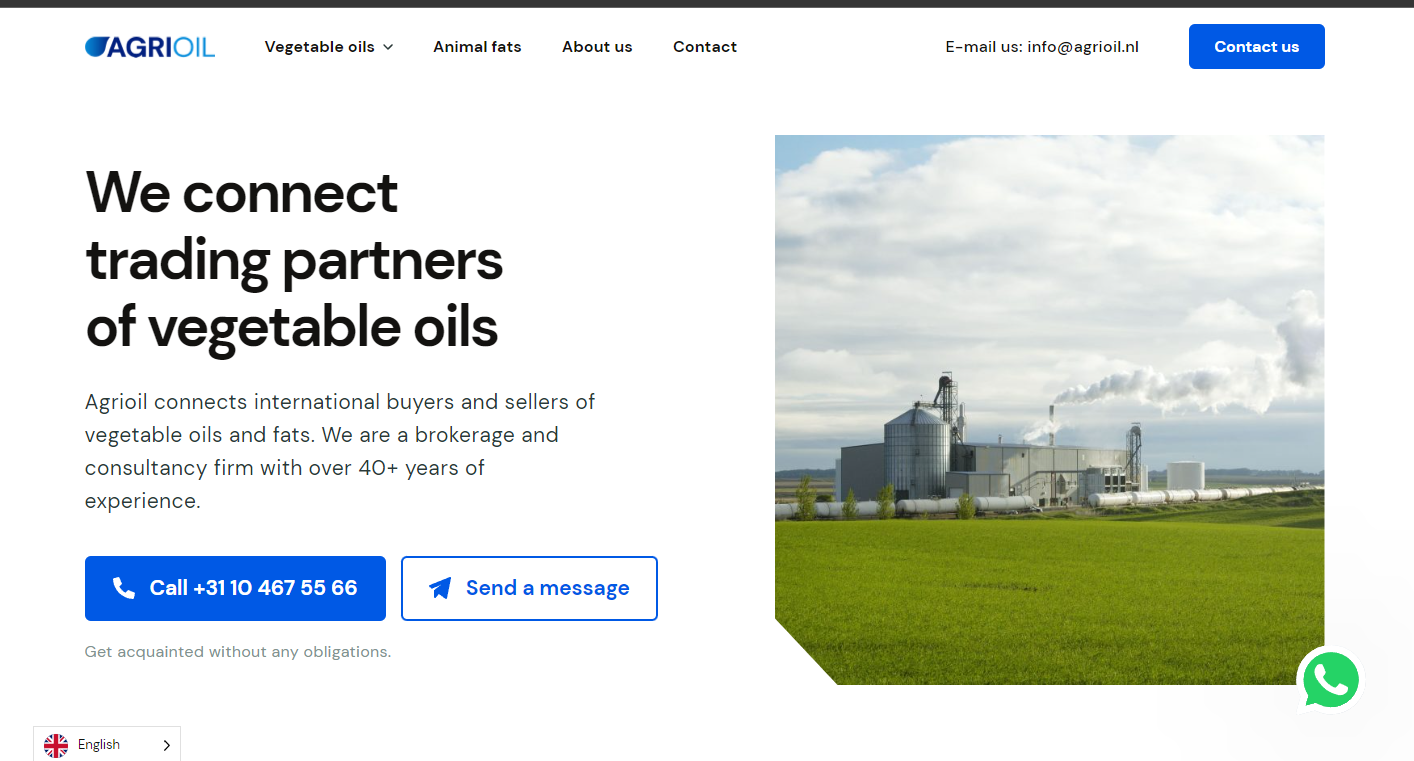 AGRIOIL
Vegetable oils
Animal fats
About us
Contact
E-mail us: info@agrioil.nl
Contact us
We connect
trading partners
of vegetable oils
Agrioil connects international buyers and sellers of
vegetable oils and fats. We are a brokerage and
consultancy firm with over 40+ years of
experience.
Call +31 10 467 55 66
Send a message
Get acquainted without any obligations.
English